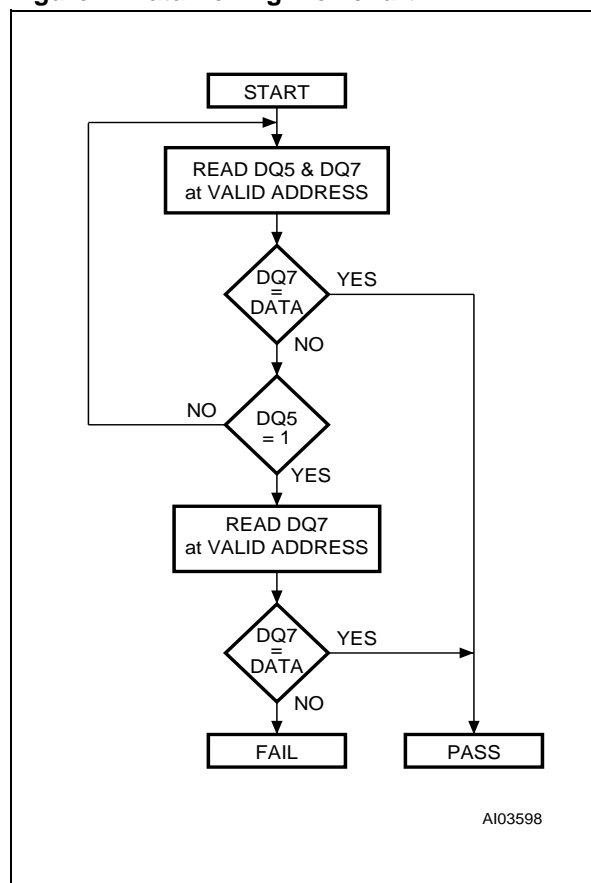 START
READ DQ5 & DQ7
at VALID ADDRESS
DQ7
=
DATA
YES
NO
NO
DQ5
= 1
YES
READ DQ7
at VALID ADDRESS
DQ7
=
DATA
YES
NO
FAIL
PASS
AI03598